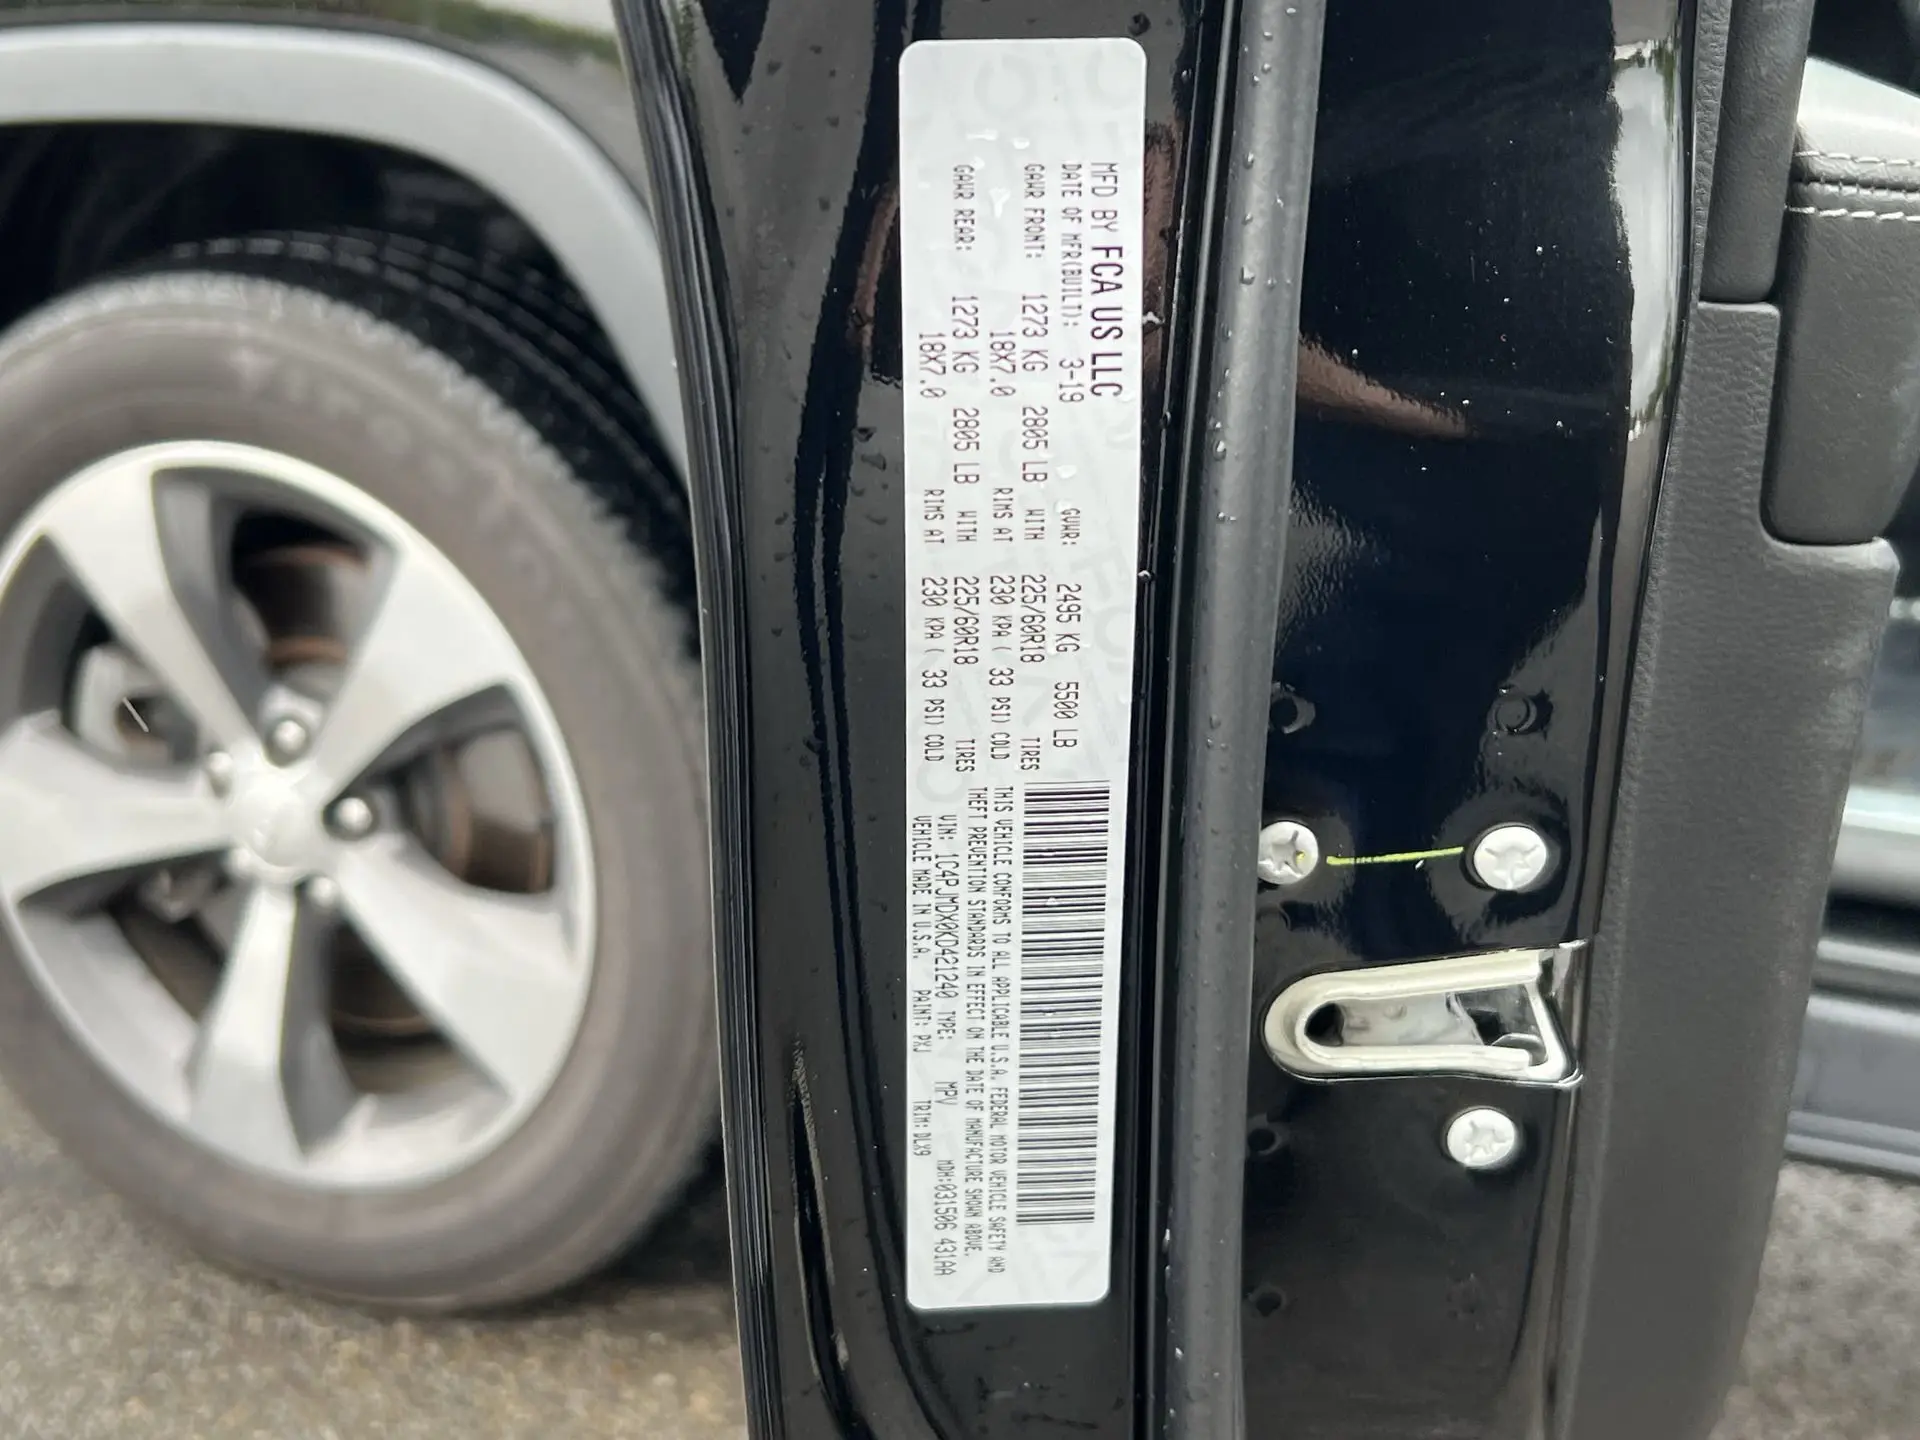 MFD BY FCA US LLC
DATE OF MFR(BUILT): 3-19 GVWR: 2495 KG 5500 LB
GAWR FRONT: 1273 KG 2805 LB WITH 225/60R18 TIRES
18X7.0 RIMS AT 230 KPA ( 33 PSI) COLD
GAWR REAR: 1273 KG 2805 LB WITH 225/60R18 TIRES
18X7.0 RIMS AT 230 KPA ( 33 PSI) COLD
THIS VEHICLE CONFORMS TO ALL APPLICABLE U.S.A. FEDERAL MOTOR VEHICLE SAFETY AND
THEFT PREVENTION STANDARDS IN EFFECT ON THE DATE OF MANUFACTURE SHOWN ABOVE.
VIN: 1C4PJMDX0KD421240 TYPE: MPV MDH:031506 431AA
VEHICLE MADE IN U.S.A. PAINT: PXJ TRIM: DLX9